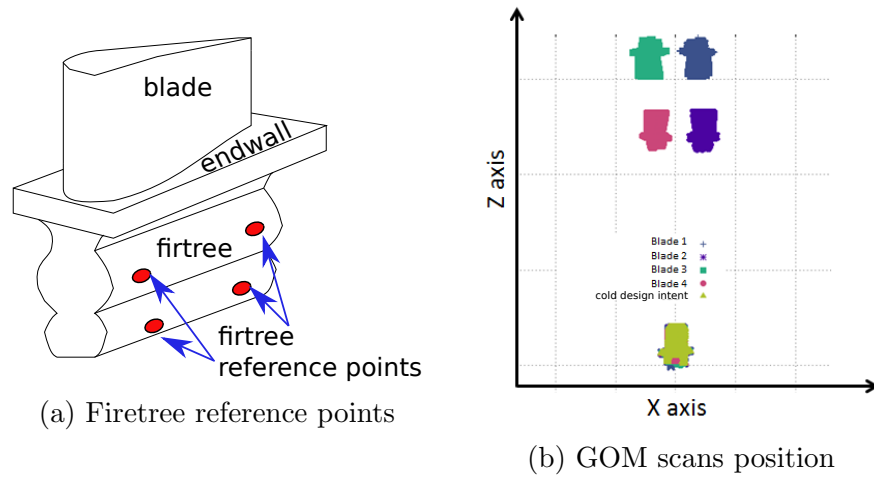 blade
endwall
firtree
firtree
reference points
(a) Firetree reference points
Z axis
Blade 1
Blade 2
Blade 3
Blade 4
cold design intent
X axis
(b) GOM scans position